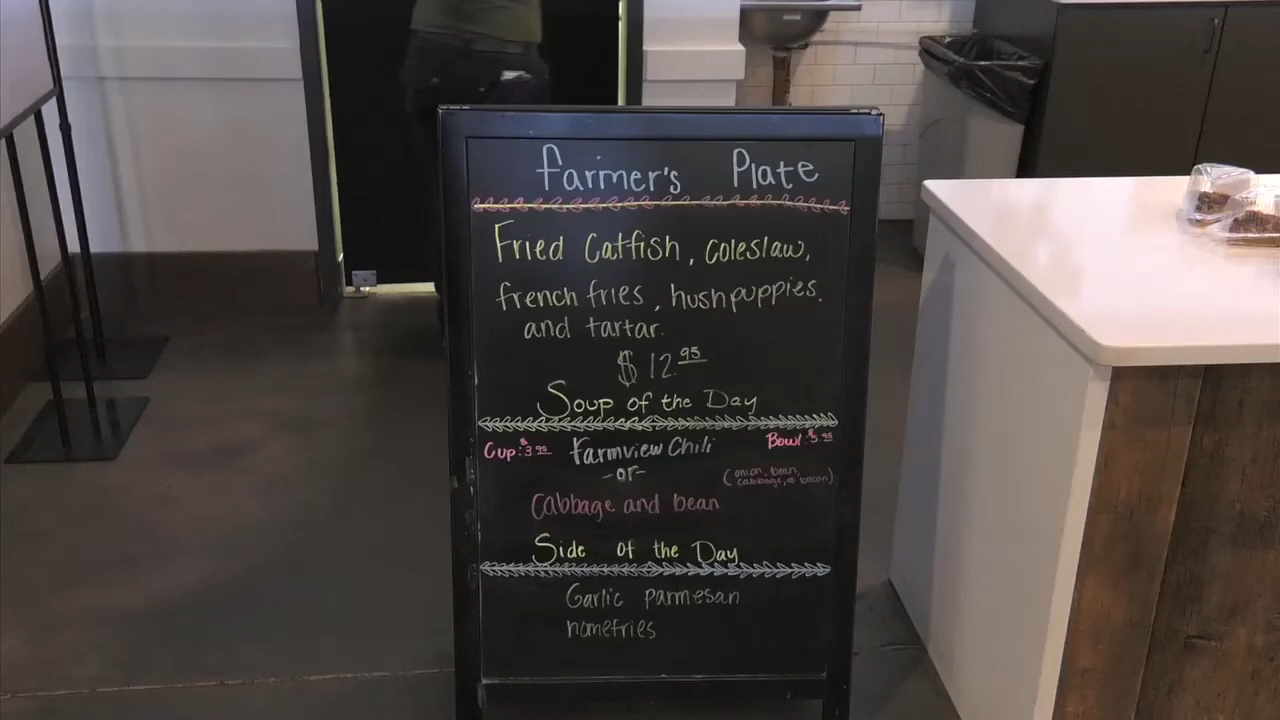 Farmer's Plate
Fried Catfish, Coleslaw,
french fries, hushpuppies.
and tartar.
$12.95
Soup of the Day
Cup: $3.95 Farmview Chili Bowl: $5.95
-or-
(onion, bean,
cabbage, & bacon)
Cabbage and bean
Side of the Day
Garlic parmesan
homefries